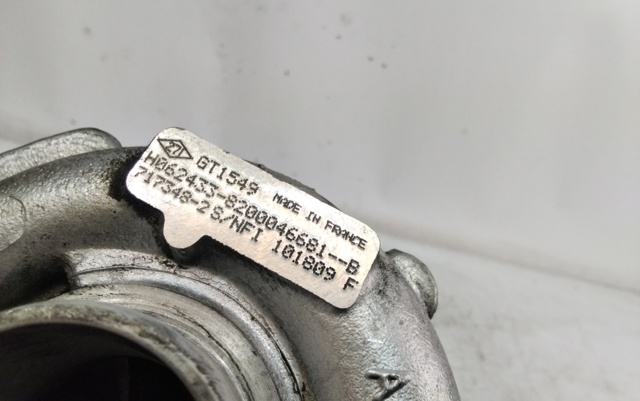 GT1549 MADE IN FRANCE
H062433-8200046681--B
717348-2 S/NFI 101809 F
A